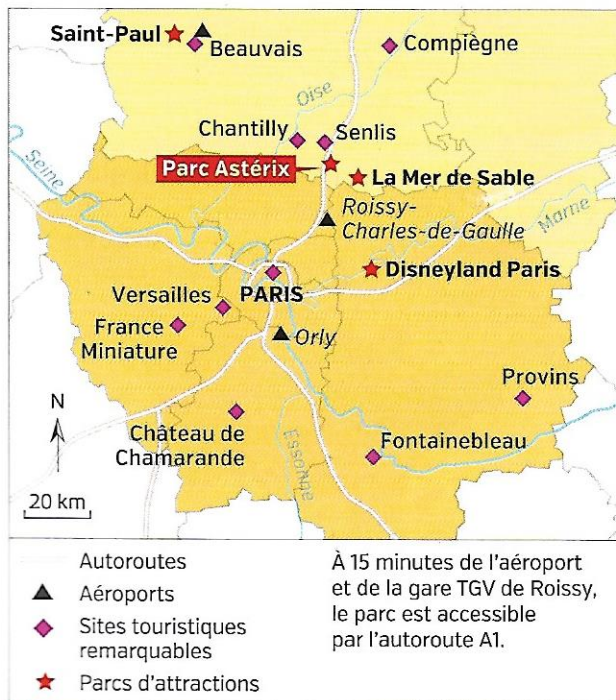 Saint-Paul
Beauvais
Compiègne
Oise
Chantilly
Senlis
Seine
Parc Astérix
La Mer de Sable
Roissy-
Charles-de-Gaulle
Marne
Disneyland Paris
PARIS
Versailles
France
Miniature
Orly
Provins
N
Château de
Chamarande
Essonne
Fontainebleau
20 km
Autoroutes
Aéroports
Sites touristiques
remarquables
Parcs d'attractions
À 15 minutes de l'aéroport
et de la gare TGV de Roissy,
le parc est accessible
par l'autoroute A1.